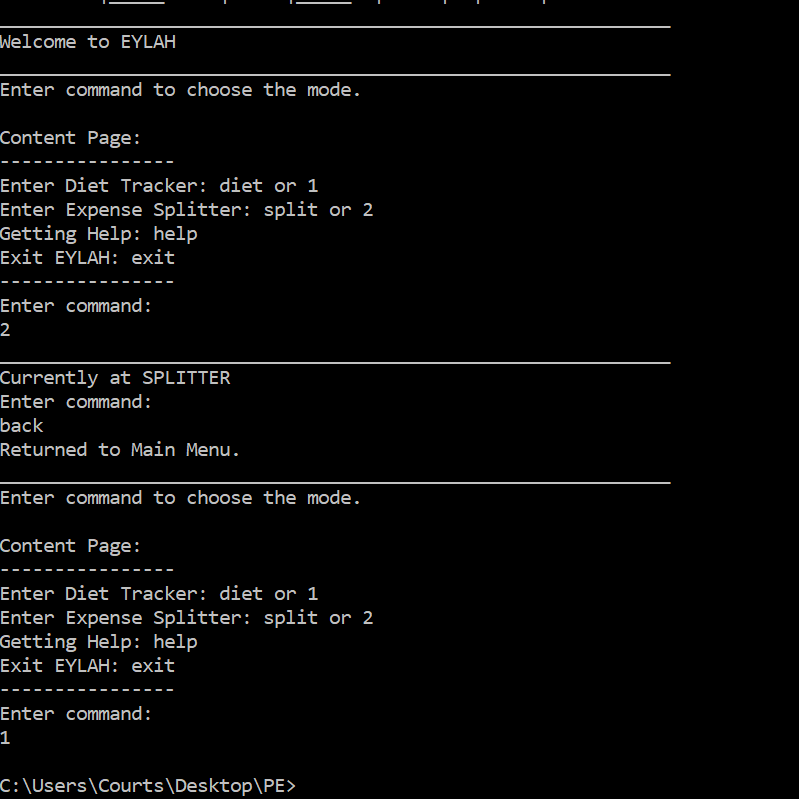 Welcome to EYLAH
Enter command to choose the mode.
Content Page:
----------------
Enter Diet Tracker: diet or 1
Enter Expense Splitter: split or 2
Getting Help: help
Exit EYLAH: exit
----------------
Enter command:
2
Currently at SPLITTER
Enter command:
back
Returned to Main Menu.
Enter command to choose the mode.
Content Page:
----------------
Enter Diet Tracker: diet or 1
Enter Expense Splitter: split or 2
Getting Help: help
Exit EYLAH: exit
----------------
Enter command:
1
C:\Users\Courts\Desktop\PE>